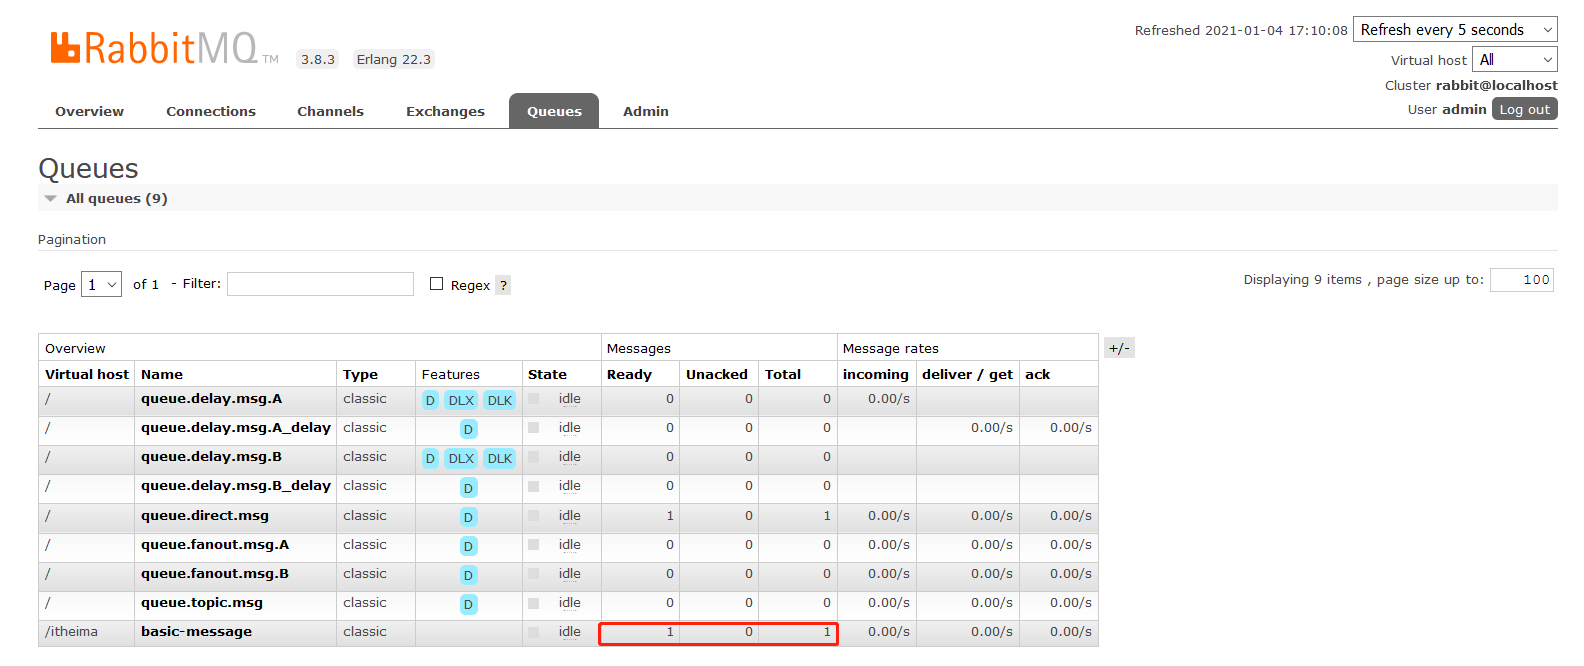 RabbitMQ TM 3.8.3 Erlang 22.3
Refreshed 2021-01-04 17:10:08 Refresh every 5 seconds
Virtual host All
Cluster rabbit@localhost
User admin Log out
Overview Connections Channels Exchanges Queues Admin
Queues
All queues (9)
Pagination
Page 1 of 1 - Filter: Regex ? Displaying 9 items , page size up to: 100
Overview Messages Message rates +/-
Virtual host Name Type Features State Ready Unacked Total incoming deliver / get ack
/ queue.delay.msg.A classic D DLX DLK idle 0 0 0 0.00/s
/ queue.delay.msg.A_delay classic D idle 0 0 0 0.00/s 0.00/s
/ queue.delay.msg.B classic D DLX DLK idle 0 0 0
/ queue.delay.msg.B_delay classic D idle 0 0 0
/ queue.direct.msg classic D idle 1 0 1 0.00/s 0.00/s 0.00/s
/ queue.fanout.msg.A classic D idle 0 0 0 0.00/s 0.00/s 0.00/s
/ queue.fanout.msg.B classic D idle 0 0 0 0.00/s 0.00/s 0.00/s
/ queue.topic.msg classic D idle 0 0 0 0.00/s 0.00/s 0.00/s
/itheima basic-message classic idle 1 0 1 0.00/s 0.00/s 0.00/s